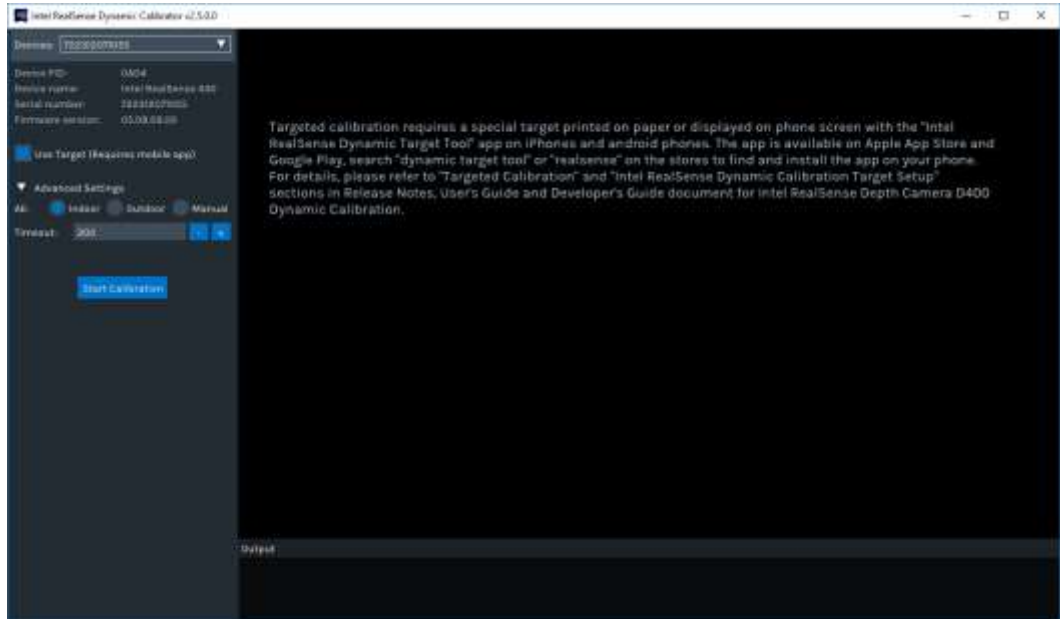 Intel RealSense Dynamic Calibrator v2.5.0.0
Devices:
Device PID:
Device name: Intel RealSense
Serial number:
Firmware version:
Use Target (Requires mobile app)
Advanced Settings
Indoor Outdoor Manual
Timeout:
Start Calibration
Targeted calibration requires a special target printed on paper or displayed on phone screen with the "Intel
RealSense Dynamic Target Tool" app on iPhones and android phones. The app is available on Apple App Store and
Google Play, search "dynamic target tool" or "realsense" on the stores to find and install the app on your phone.
For details, please refer to "Targeted Calibration" and "Intel RealSense Dynamic Calibration Target Setup"
sections in Release Notes, User's Guide and Developer's Guide document for Intel RealSense Depth Camera D400
Dynamic Calibration.
Output